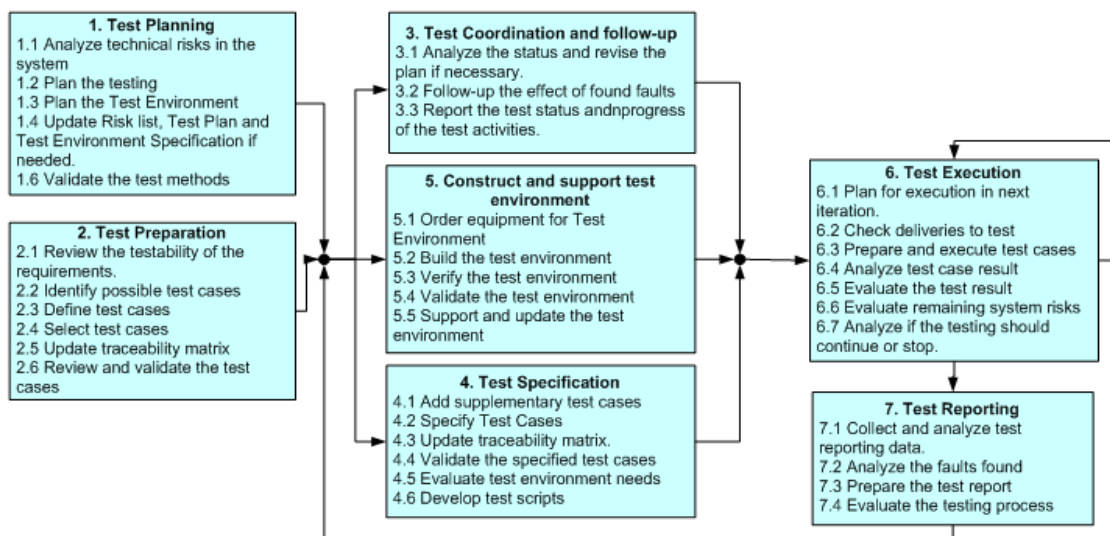 1. Test Planning
1.1 Analyze technical risks in the
system
1.2 Plan the testing
1.3 Plan the Test Environment
1.4 Update Risk list, Test Plan and
Test Environment Specification if
needed.
1.6 Validate the test methods
2. Test Preparation
2.1 Review the testability of the
requirements.
2.2 Identify possible test cases
2.3 Define test cases
2.4 Select test cases
2.5 Update traceability matrix
2.6 Review and validate the test
cases
3. Test Coordination and follow-up
3.1 Analyze the status and revise the
plan if necessary.
3.2 Follow-up the effect of found faults
3.3 Report the test status andnprogress
of the test activities.
5. Construct and support test
environment
5.1 Order equipment for Test
Environment
5.2 Build the test environment
5.3 Verify the test environment
5.4 Validate the test environment
5.5 Support and update the test
environment
4. Test Specification
4.1 Add supplementary test cases
4.2 Specify Test Cases
4.3 Update traceability matrix.
4.4 Validate the specified test cases
4.5 Evaluate test environment needs
4.6 Develop test scripts
6. Test Execution
6.1 Plan for execution in next
iteration.
6.2 Check deliveries to test
6.3 Prepare and execute test cases
6.4 Analyze test case result
6.5 Evaluate the test result
6.6 Evaluate remaining system risks
6.7 Analyze if the testing should
continue or stop.
7. Test Reporting
7.1 Collect and analyze test
reporting data.
7.2 Analyze the faults found
7.3 Prepare the test report
7.4 Evaluate the testing process